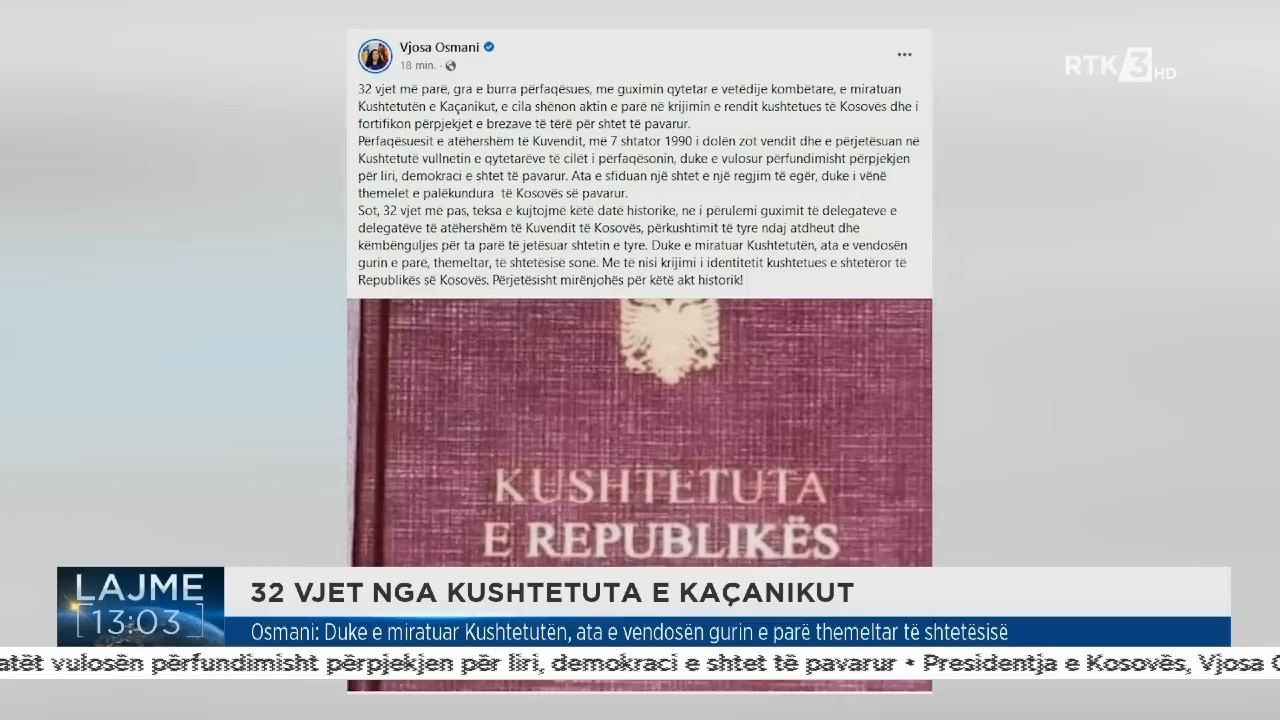 Vjosa Osmani
18 min.
RTK 3 HD
32 vjet më parë, gra e burra përfaqësues, me guximin qytetar e vetëdije kombëtare, e miratuan
Kushtetutën e Kaçanikut, e cila shënon aktin e parë në krijimin e rendit kushtetues të Kosovës dhe i
fortifikon përpjekjet e brezave të tërë për shtet të pavarur.
Përfaqësuesit e atëhershëm të Kuvendit, më 7 shtator 1990 i dolën zot vendit dhe e përjetësuan në
Kushtetutë vullnetin e qytetarëve të cilët i perfaqësonin, duke e vulosur përfundimisht përpjekjen
për liri, demokraci e shtet të pavarur. Ata e sfiduan një shtet e një regjim të egër, duke i vënë
themelet e palëkundura të Kosovës së pavarur.
Sot, 32 vjet më pas, teksa e kujtojmë këtë datë historike, ne i përulemi guximit të delegateve e
delegatëve të atëhershëm të Kuvendit të Kosovës, përkushtimit të tyre ndaj atdheut dhe
këmbënguljes për ta parë të jetësuar shtetin e tyre. Duke e miratuar Kushtetutën, ata e vendosën
gurin e parë, themeltar, të shtetësisë sonë. Me të nisi krijimi i identitetit kushtetues e shtetëror të
Republikës së Kosovës. Përjetësisht mirënjohës për këtë akt historik!
KUSHTETUTA
E REPUBLIKËS
LAJME
13:03
32 VJET NGA KUSHTETUTA E KAÇANIKUT
Osmani: Duke e miratuar Kushtetutën, ata e vendosën gurin e parë themeltar të shtetësisë
atët vulosën përfundimisht përpjekjen për liri, demokraci e shtet të pavarur • Presidentja e Kosovës, Vjosa